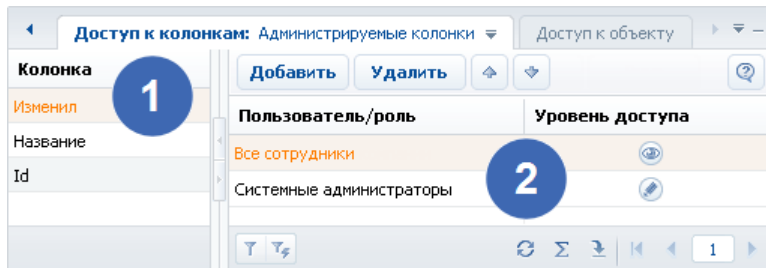 Доступ к колонкам: Администрируемые колонки
Доступ к объекту
Колонка
Изменил
Название
Id
1
Добавить
Удалить
Пользователь/роль
Уровень доступа
Все сотрудники
Системные администраторы
2
Σ
1